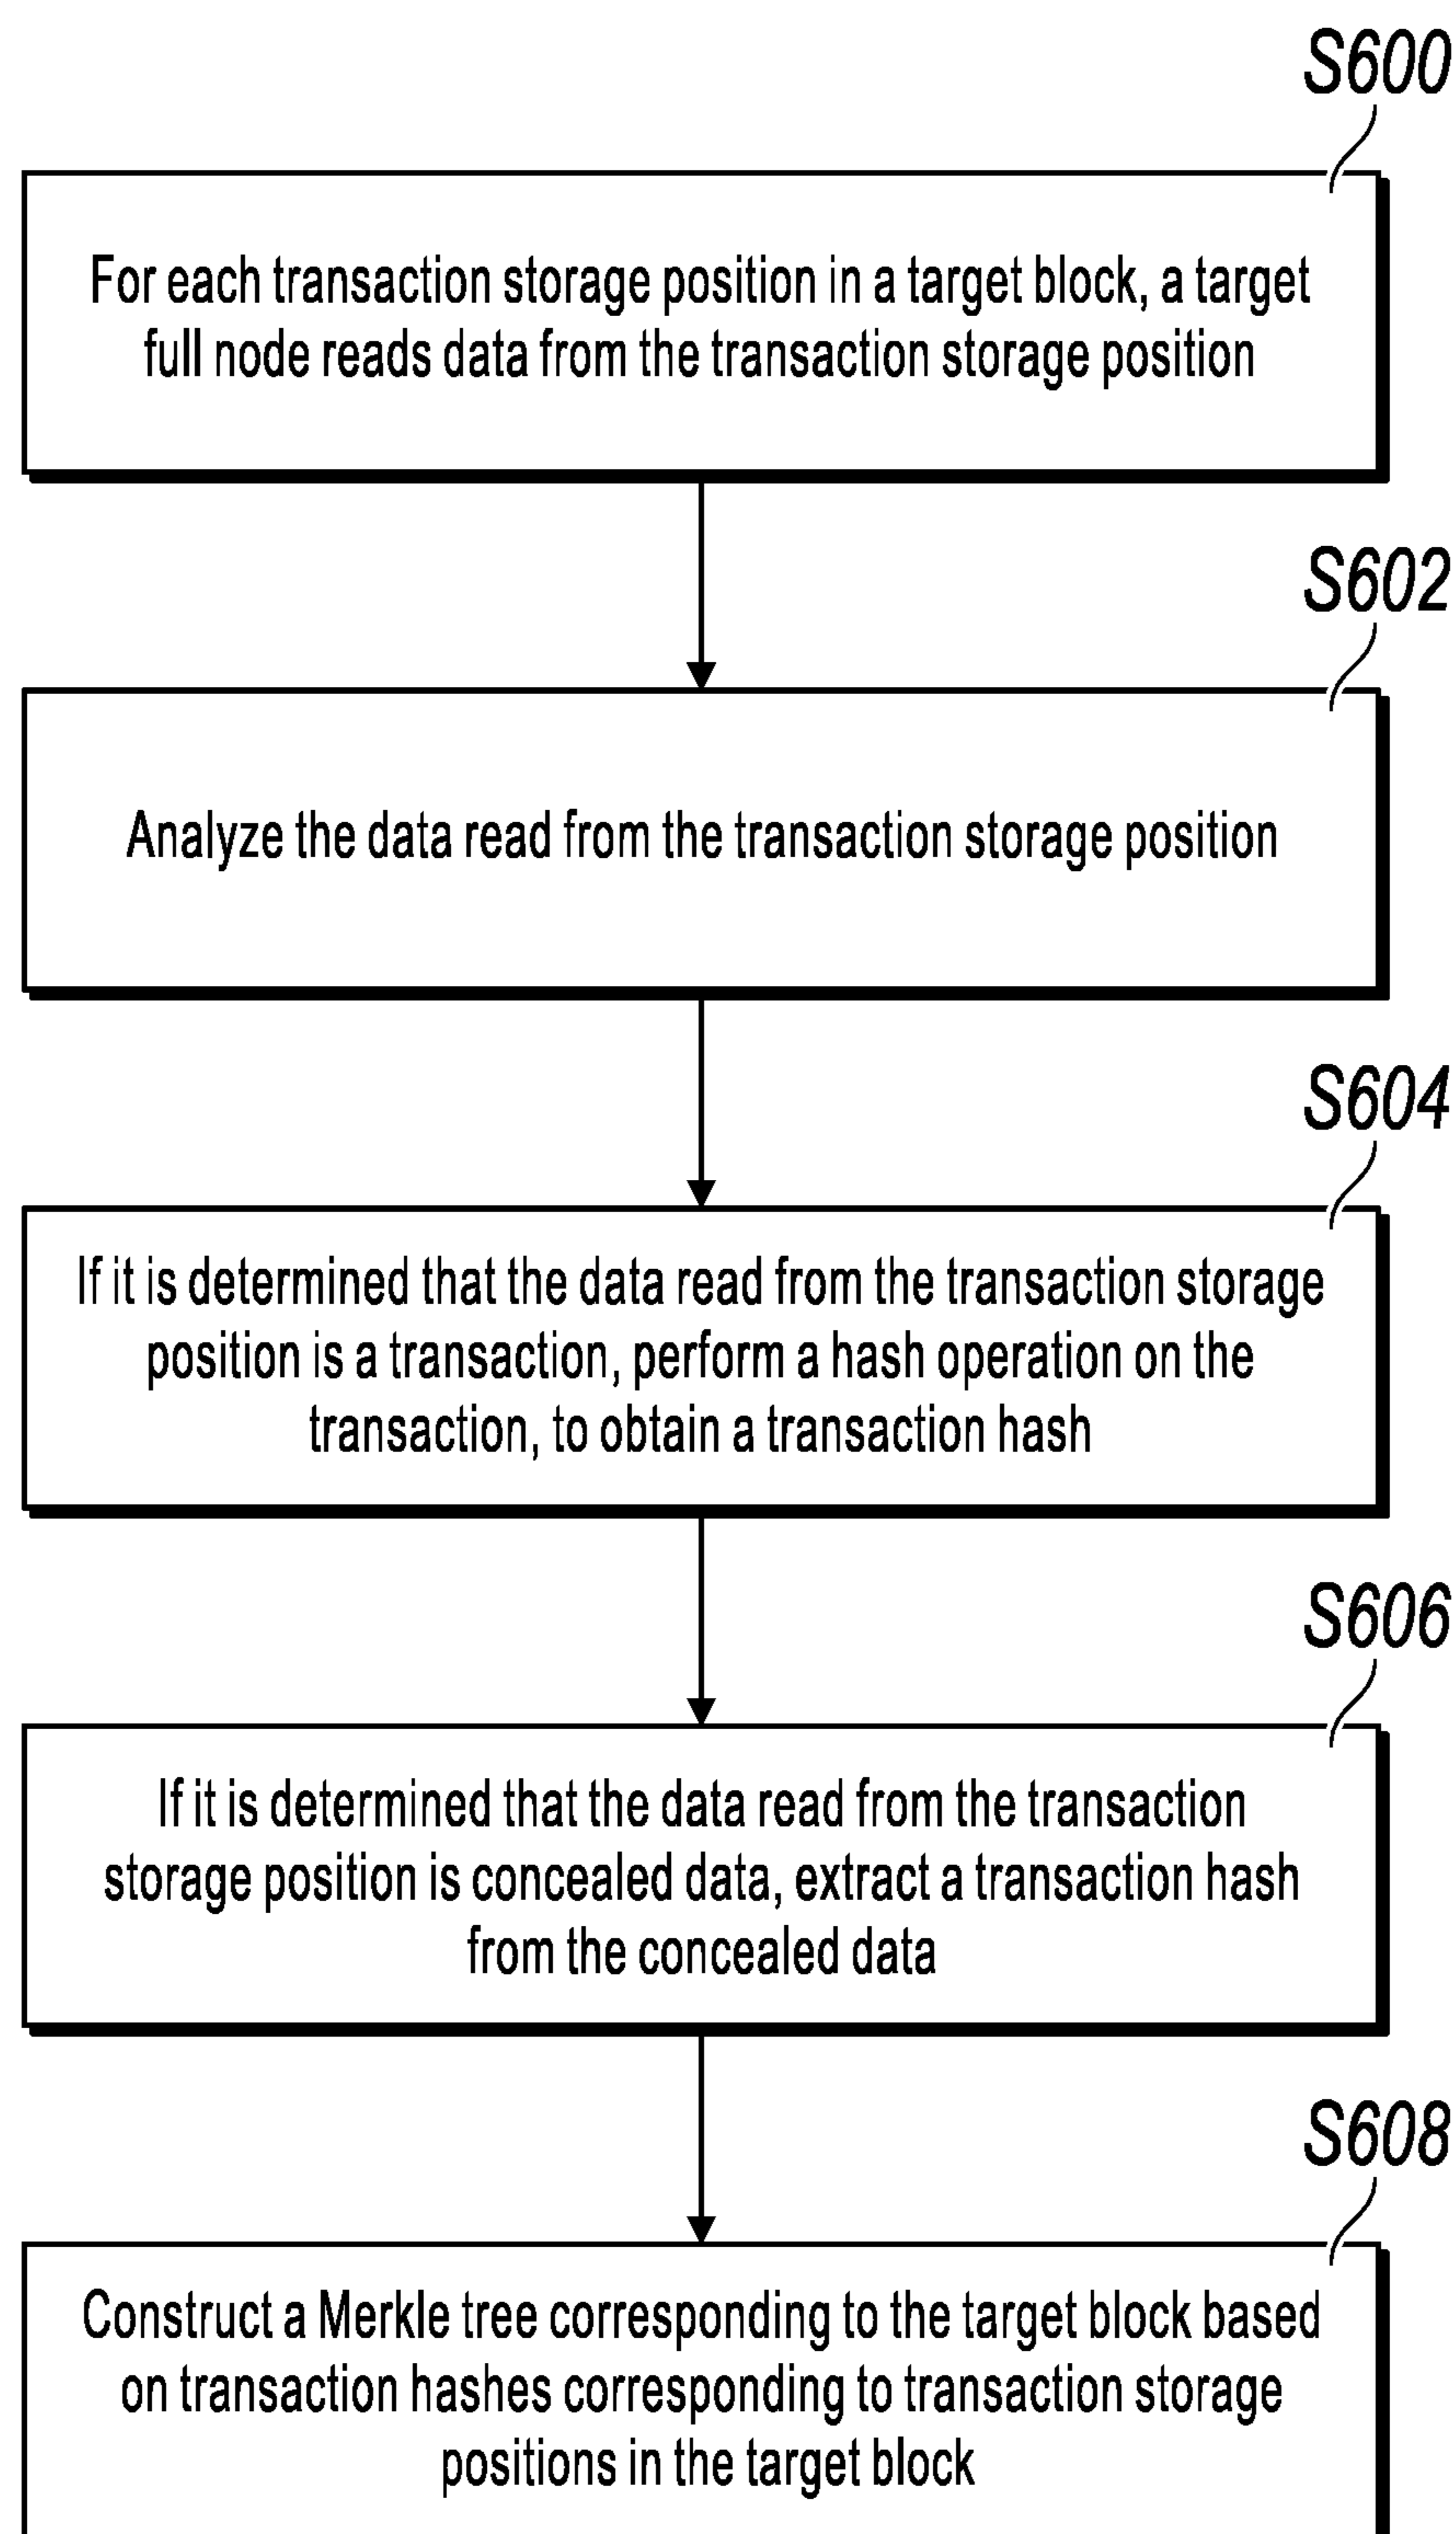 S600
For each transaction storage position in a target block, a target
full node reads data from the transaction storage position
S602
Analyze the data read from the transaction storage position
S604
If it is determined that the data read from the transaction storage
position is a transaction, perform a hash operation on the
transaction, to obtain a transaction hash
S606
If it is determined that the data read from the transaction
storage position is concealed data, extract a transaction hash
from the concealed data
S608
Construct a Merkle tree corresponding to the target block based
on transaction hashes corresponding to transaction storage
positions in the target block